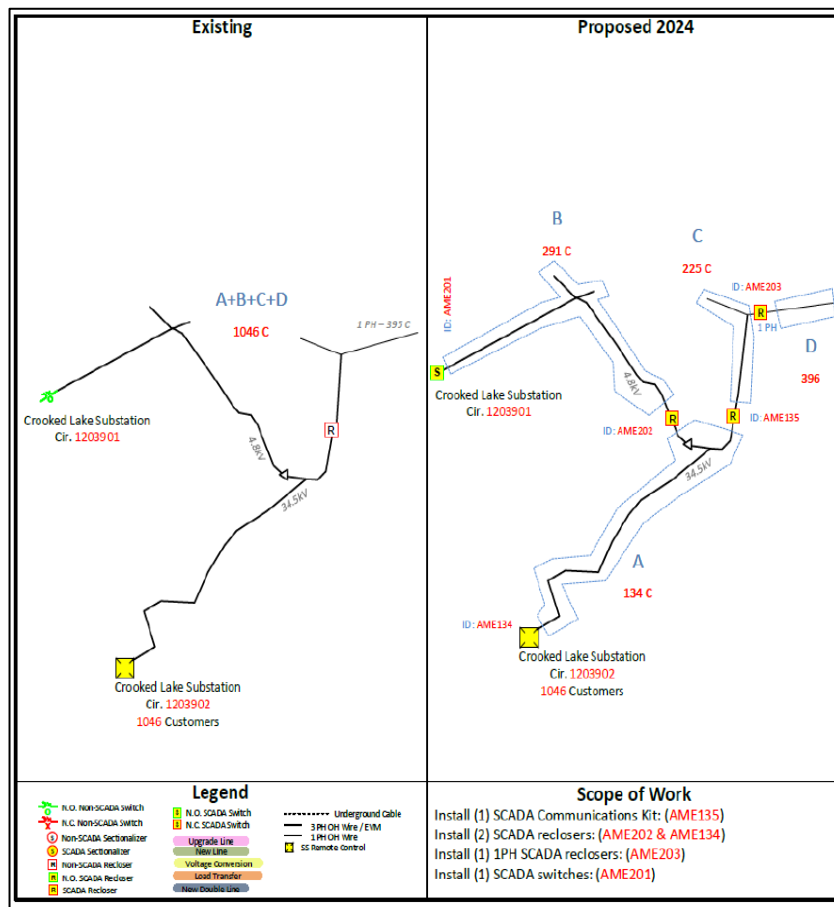 Existing
A+B+C+D
1046 C
1 PH – 395 C
Crooked Lake Substation
Cir. 1203901
4.8kV
R
34.5kV
Crooked Lake Substation
Cir. 1203902
1046 Customers
Proposed 2024
B
291 C
C
225 C
ID: AME203
ID: AME201
R
1 PH
D
396
S
Crooked Lake Substation
Cir. 1203901
4.8kV
R
ID: AME202
R
ID: AME135
34.5kV
A
134 C
ID: AME134
Crooked Lake Substation
Cir. 1203902
1046 Customers
Legend
N.O. Non-SCADA Switch
N.C. Non-SCADA Switch
S Non-SCADA Sectionalizer
S SCADA Sectionalizer
R Non-SCADA Recloser
R N.O. SCADA Recloser
R SCADA Recloser
S N.O. SCADA Switch
S N.C. SCADA Switch
Upgrade Line
New Line
Voltage Conversion
Load Transfer
New Double Line
Underground Cable
3 PH OH Wire / EVM
1 PH OH Wire
SS Remote Control
Scope of Work
Install (1) SCADA Communications Kit: (AME135)
Install (2) SCADA reclosers: (AME202 & AME134)
Install (1) 1PH SCADA reclosers: (AME203)
Install (1) SCADA switches: (AME201)